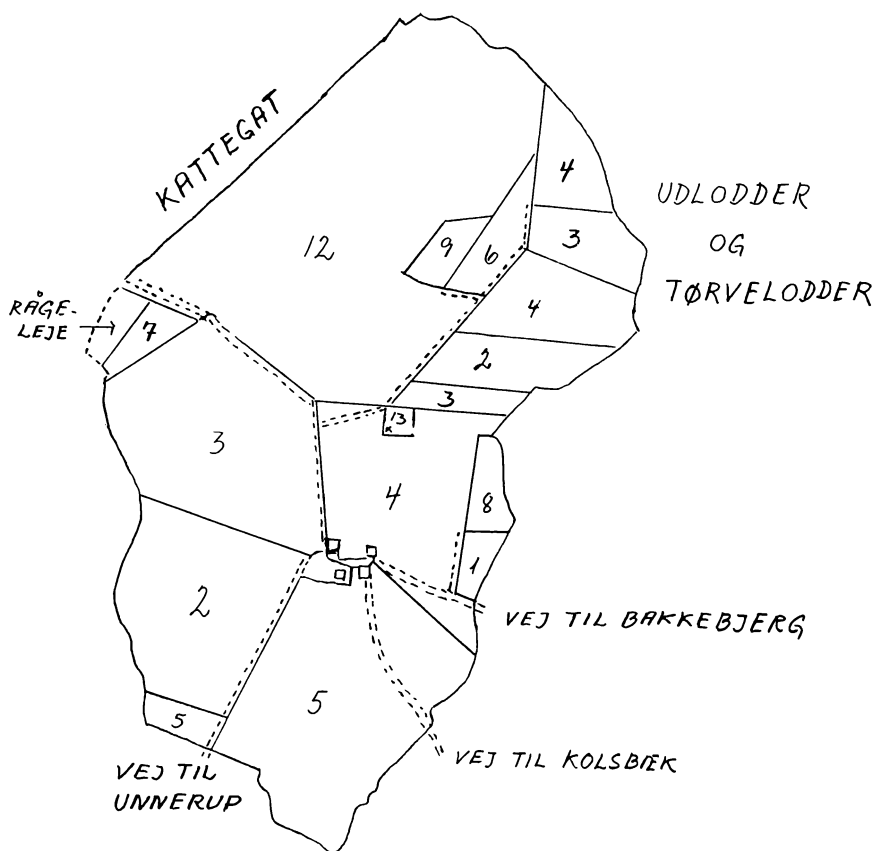 KATTEGAT
4
UDLODDER
OG
TØRVELODDER
3
9
6
12
4
RÅGE-
LEJE
7
2
3
13
3
4
8
1
2
VEJ TIL BAKKEBJERG
5
5
VEJ TIL KOLSBÆK
VEJ TIL
UNNERUP